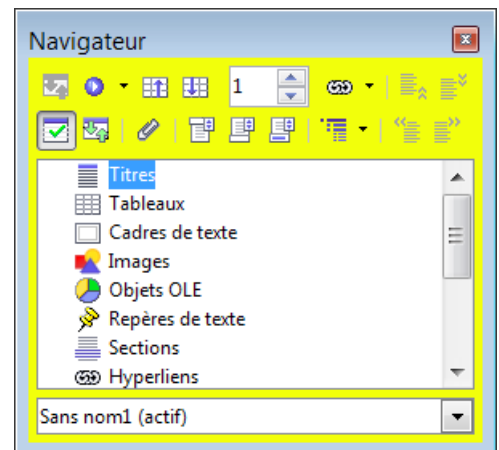 Navigateur
1
Titres
Tableaux
Cadres de texte
Images
Objets OLE
Repères de texte
Sections
Hyperliens
Sans nom1 (actif)